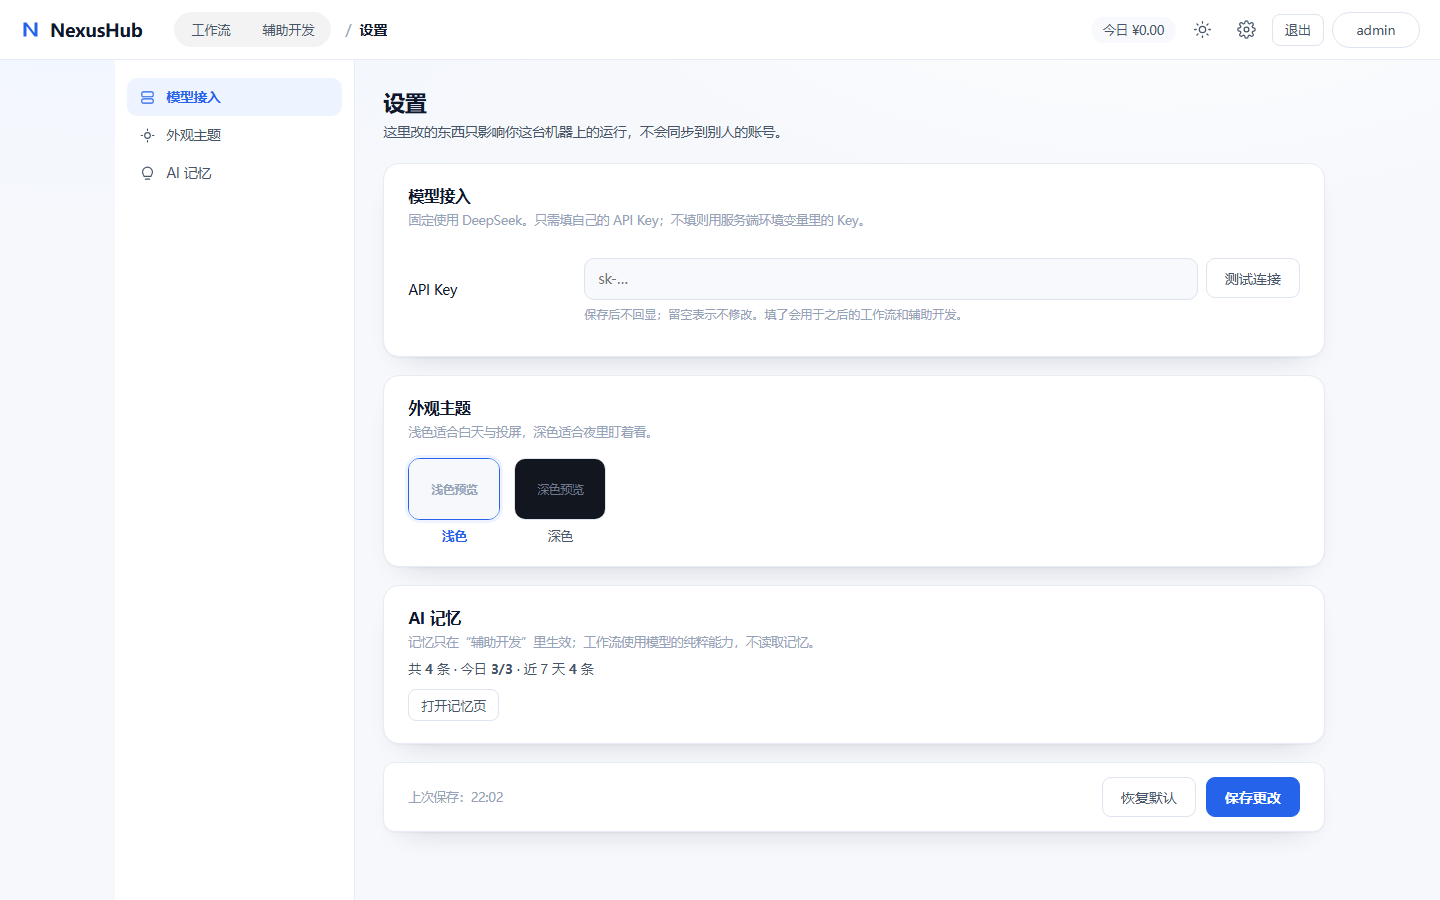 NexusHub 工作流 辅助开发 / 设置 今日 ¥0.00 退出 admin
模型接入
外观主题
AI 记忆
设置
这里改的东西只影响你这台机器上的运行，不会同步到别人的账号。
模型接入
固定使用 DeepSeek。只需填自己的 API Key；不填则用服务端环境变量里的 Key。
API Key sk-... 测试连接
保存后不回显；留空表示不修改。填了会用于之后的工作流和辅助开发。
外观主题
浅色适合白天与投屏，深色适合夜里盯着看。
浅色预览 深色预览
浅色 深色
AI 记忆
记忆只在“辅助开发”里生效；工作流使用模型的纯粹能力，不读取记忆。
共 4 条 · 今日 3/3 · 近 7 天 4 条
打开记忆页
上次保存：22:02 恢复默认 保存更改